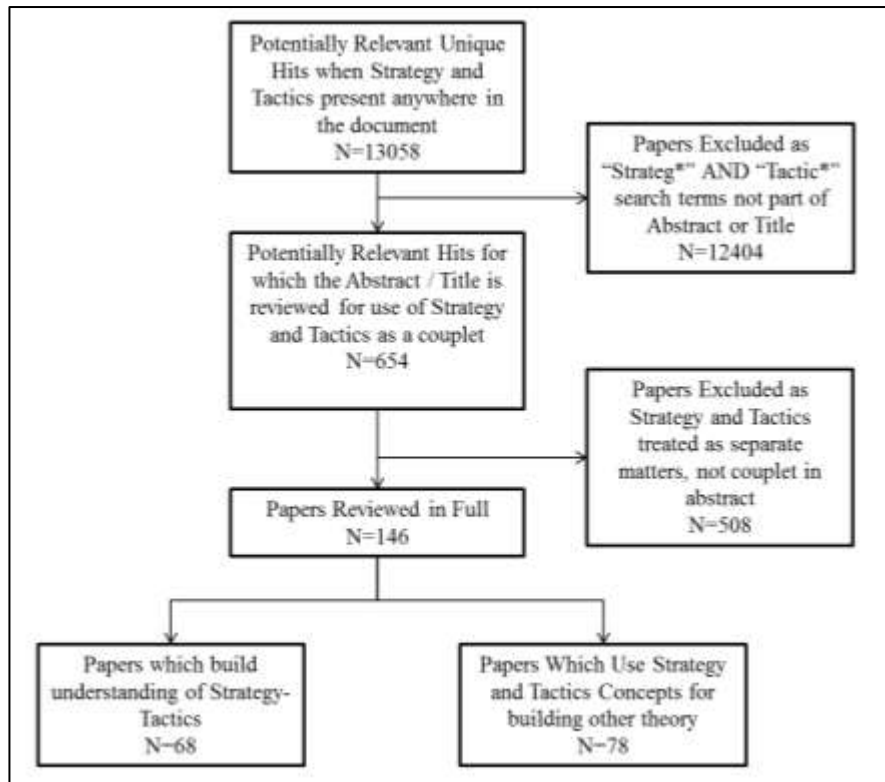 Potentially Relevant Unique
Hits when Strategy and
Tactics present anywhere in
the document
N=13058
Papers Excluded as
“Strateg*” AND “Tactic*”
search terms not part of
Abstract or Title
N=12404
Potentially Relevant Hits for
which the Abstract / Title is
reviewed for use of Strategy
and Tactics as a couplet
N=654
Papers Excluded as
Strategy and Tactics
treated as separate
matters, not couplet in
abstract
N=508
Papers Reviewed in Full
N=146
Papers which build
understanding of Strategy-
Tactics
N=68
Papers Which Use Strategy
and Tactics Concepts for
building other theory
N=78